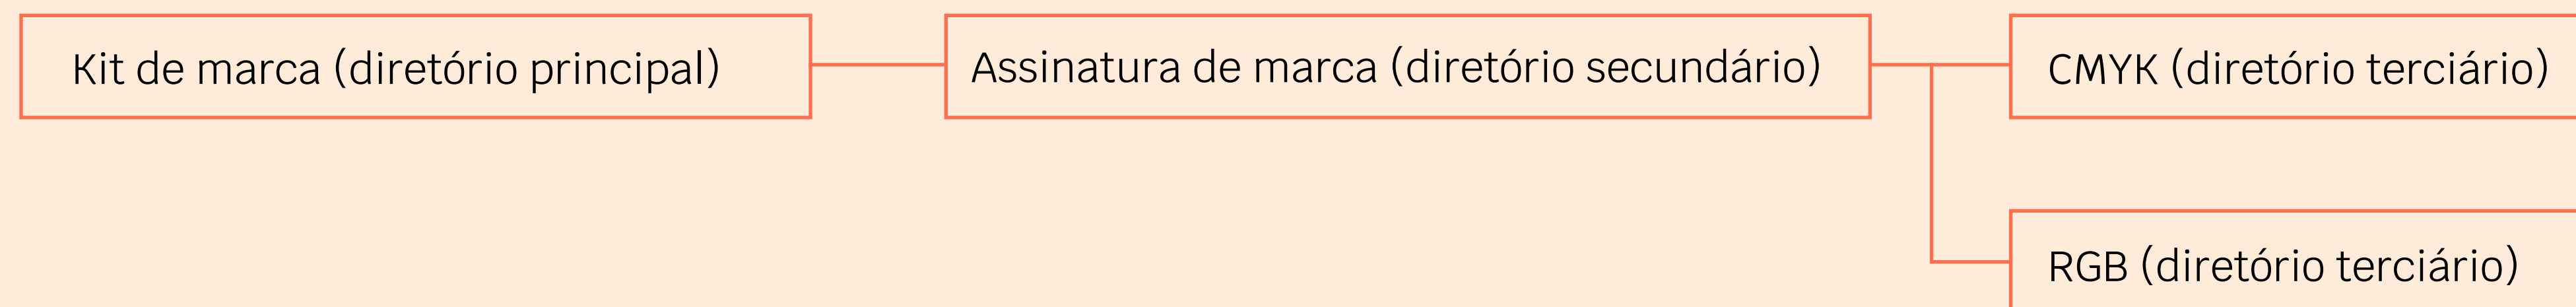 Kit de marca (diretório principal)
Assinatura de marca (diretório secundário)
CMYK (diretório terciário)
RGB (diretório terciário)